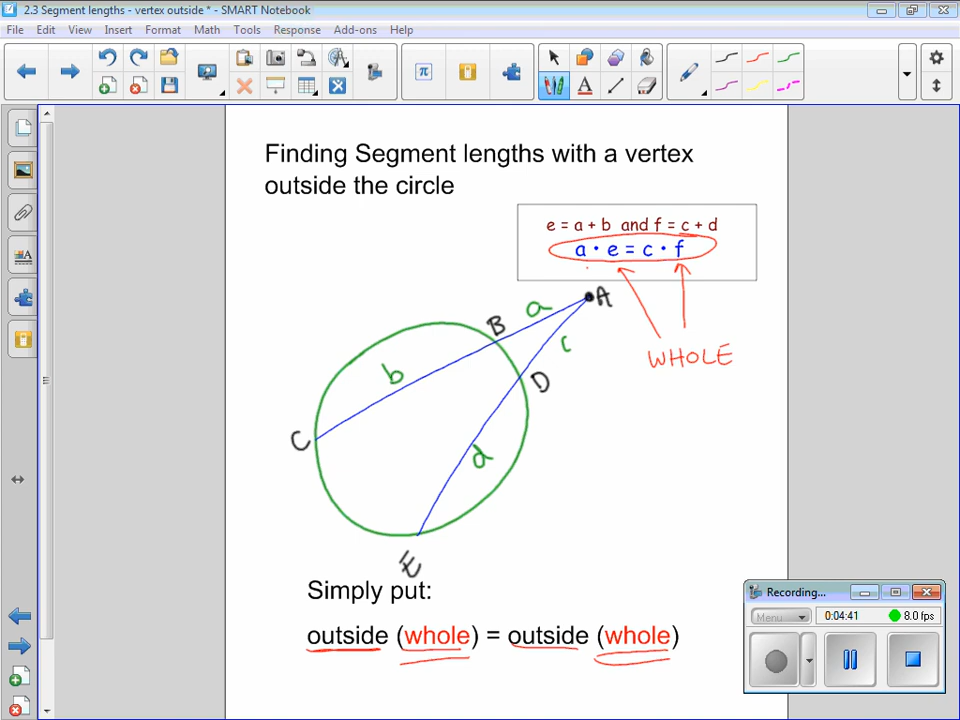 2.3 Segment lengths - vertex outside * - SMART Notebook
File Edit View Insert Format Math Tools Response Add-ons Help
π
A
Finding Segment lengths with a vertex
outside the circle
e = a + b and f = c + d
a · e = c · f
A
a
B
c
WHOLE
b
D
C
d
E
Simply put:
outside (whole) = outside (whole)
Recording...
Menu
0:04:41
8.0 fps